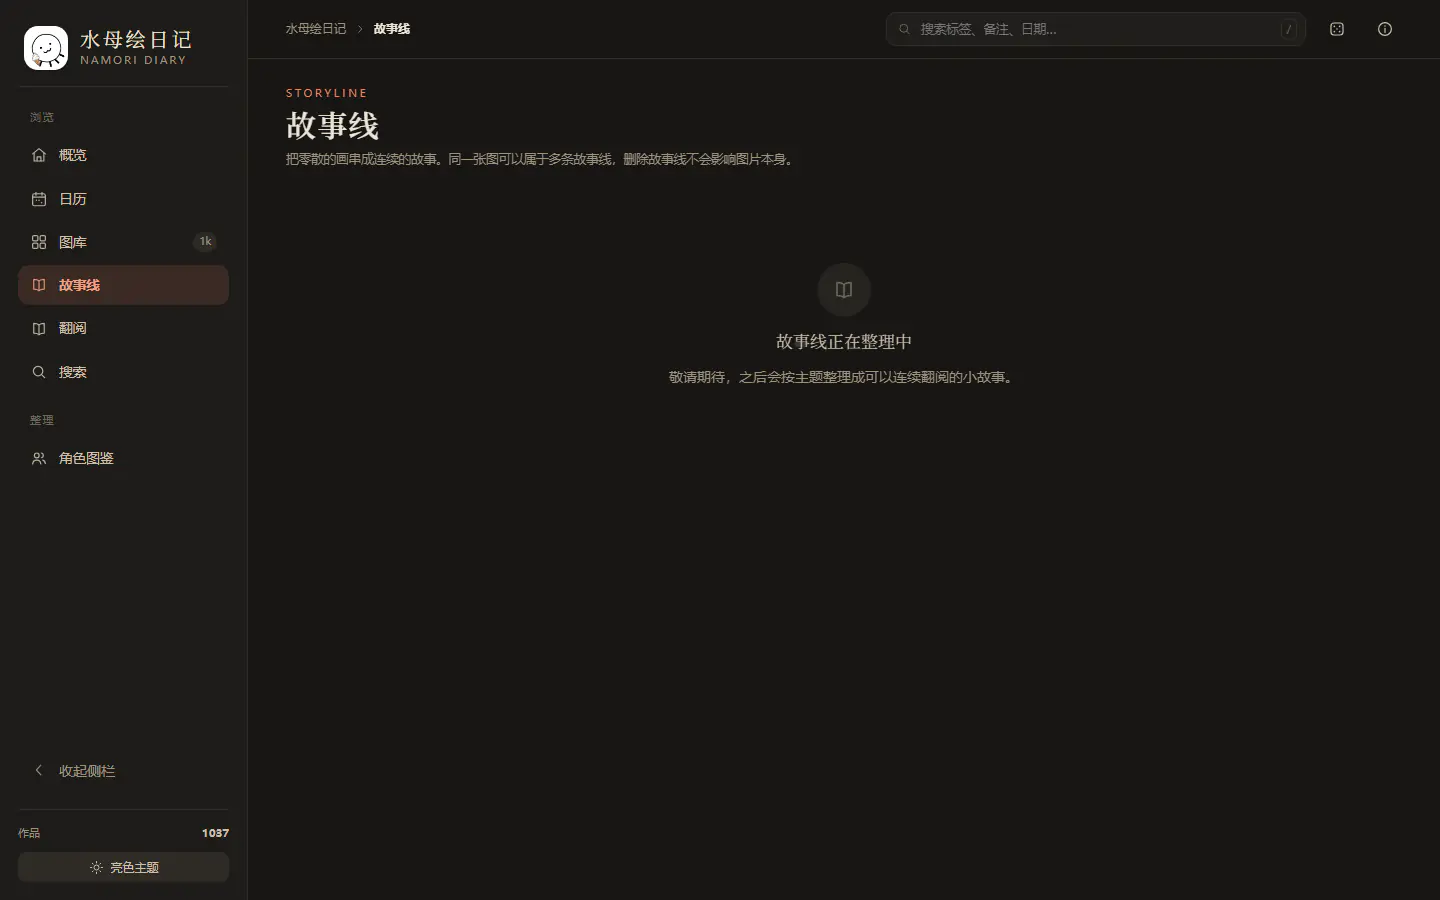 水母绘日记
NAMORI DIARY
浏览
概览
日历
图库 1k
故事线
翻阅
搜索
整理
角色图鉴
收起侧栏
作品 1037
亮色主题
水母绘日记 > 故事线
搜索标签、备注、日期... /
STORYLINE
故事线
把零散的画串成连续的故事。同一张图可以属于多条故事线，删除故事线不会影响图片本身。
故事线正在整理中
敬请期待，之后会按主题整理成可以连续翻阅的小故事。